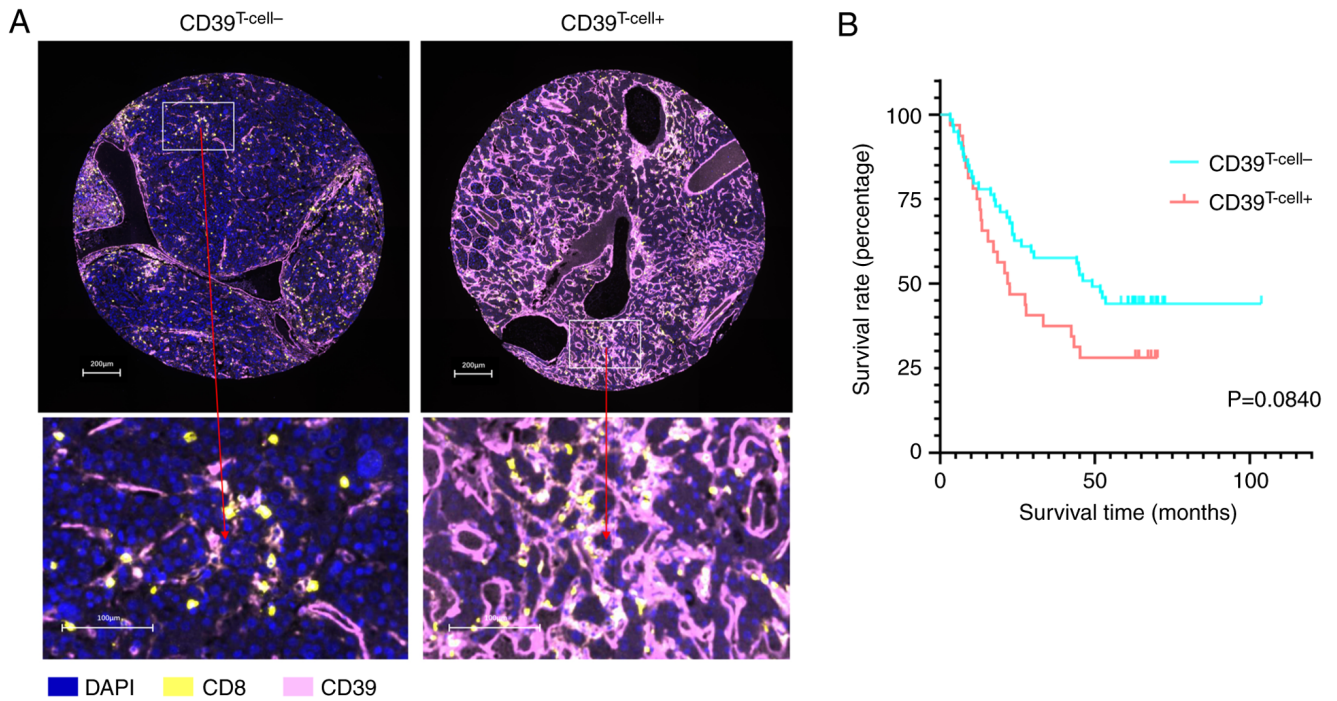 A
CD39T-cell–
CD39T-cell+
200μm
200μm
100μm
100μm
DAPI
CD8
CD39
B
100
75
50
25
0
0
50
100
Survival rate (percentage)
Survival time (months)
CD39T-cell–
CD39T-cell+
P=0.0840